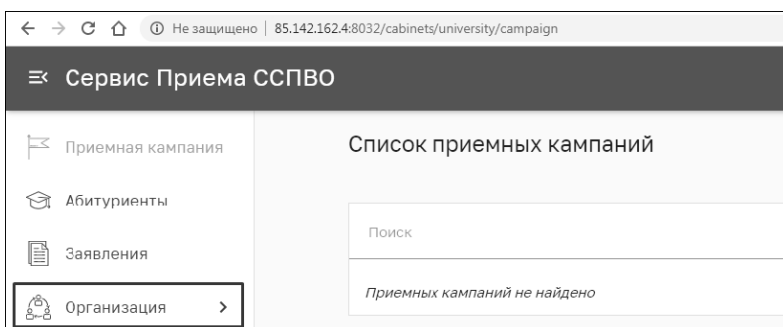 Не защищено | 85.142.162.4:8032/cabinets/university/campaign
Сервис Приема ССПВО
Приемная кампания
Список приемных кампаний
Абитуриенты
Поиск
Заявления
Приемных кампаний не найдено
Организация